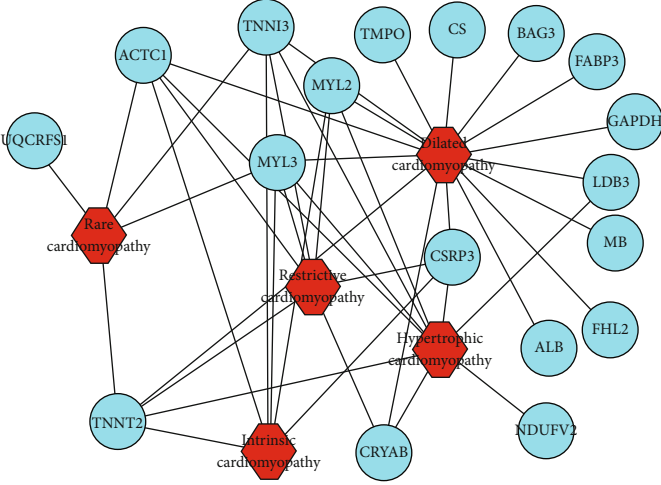 TNNI3
TMPO
CS
BAG3
ACTC1
FABP3
MYL2
GAPDH
UQCRFS1
Dilated
cardiomyopathy
MYL3
LDB3
Rare
cardiomyopathy
MB
CSRP3
Restrictive
cardiomyopathy
FHL2
Hypertrophic
cardiomyopathy
ALB
TNNT2
NDUFV2
Intrinsic
cardiomyopathy
CRYAB